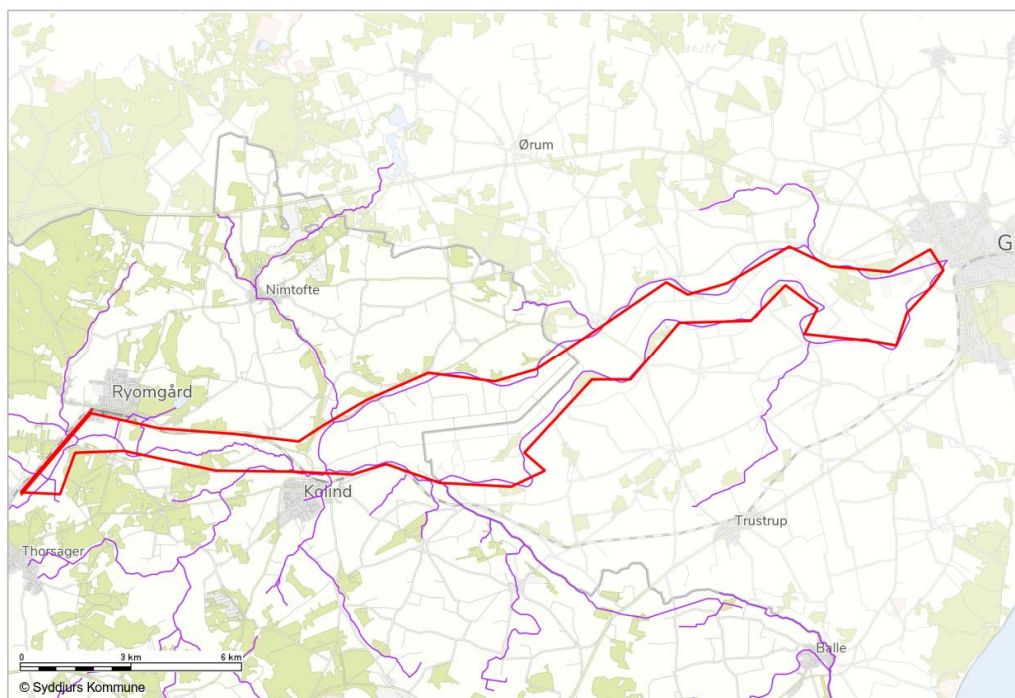 Ørum
G
Nimtofte
Ryomgård
Kolind
Trustrup
Thorsager
Balle
0 3 km 6 km
© Syddjurs Kommune